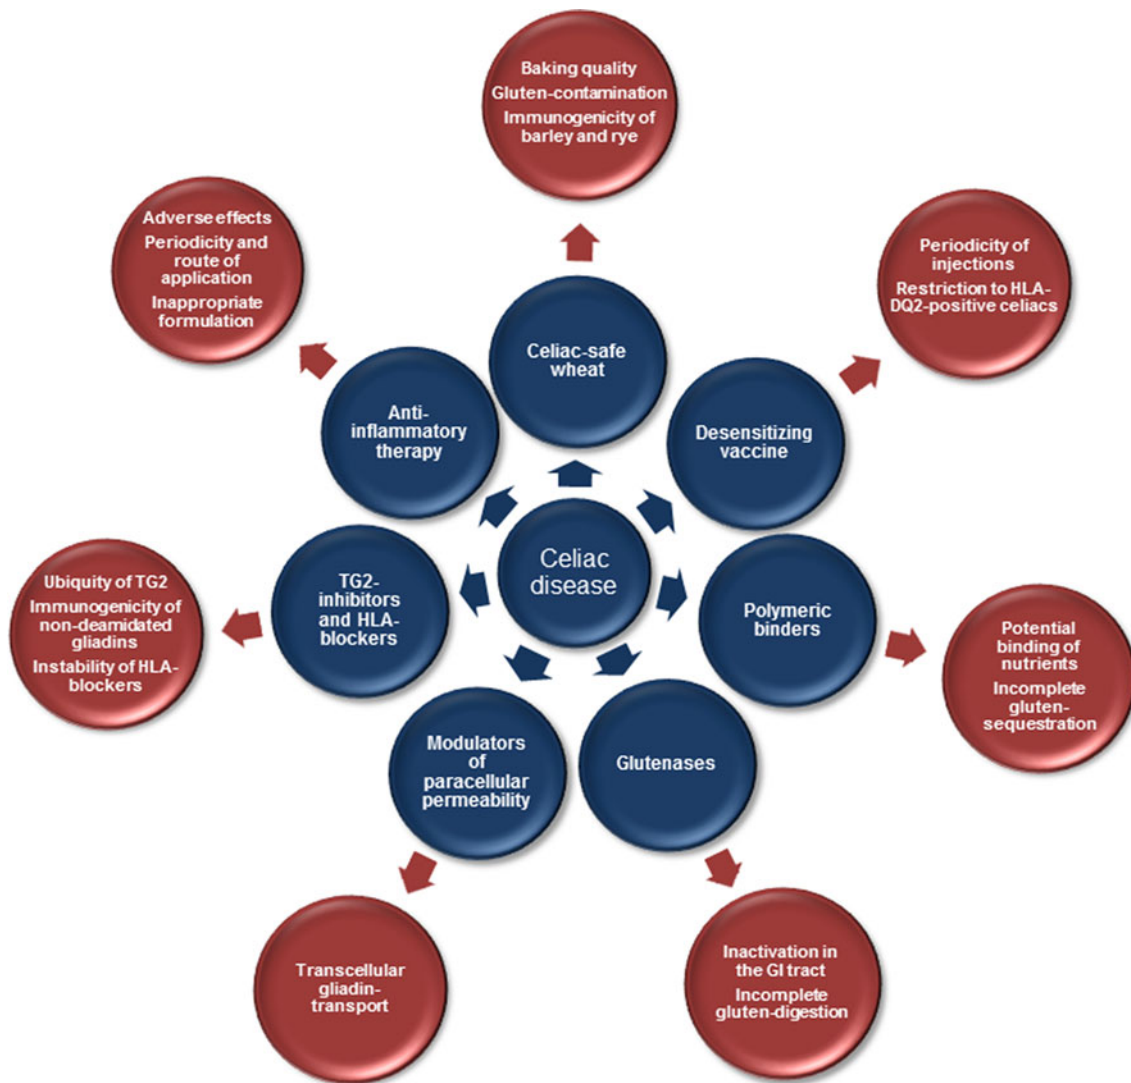 Baking quality
Gluten-contamination
Immunogenicity of
barley and rye
Adverse effects
Periodicity and
route of
application
Inappropriate
formulation
Periodicity of
injections
Restriction to HLA-
DQ2-positive celiacs
Celiac-safe
wheat
Anti-
inflammatory
therapy
Desensitizing
vaccine
Celiac
disease
Ubiquity of TG2
Immunogenicity of
non-deamidated
gliadins
Instability of HLA-
blockers
TG2-
inhibitors
and HLA-
blockers
Polymeric
binders
Potential
binding of
nutrients
Incomplete
gluten-
sequestration
Modulators
of
paracellular
permeability
Glutenases
Transcellular
gliadin-
transport
Inactivation in
the GI tract
Incomplete
gluten-digestion